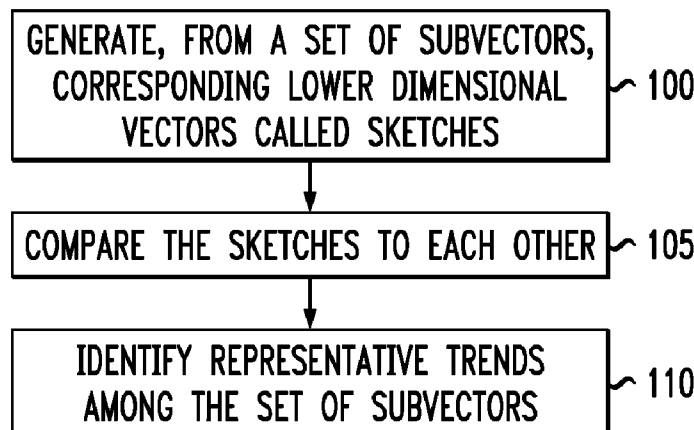 GENERATE, FROM A SET OF SUBVECTORS,
CORRESPONDING LOWER DIMENSIONAL
VECTORS CALLED SKETCHES
100
COMPARE THE SKETCHES TO EACH OTHER
105
IDENTIFY REPRESENTATIVE TRENDS
AMONG THE SET OF SUBVECTORS
110